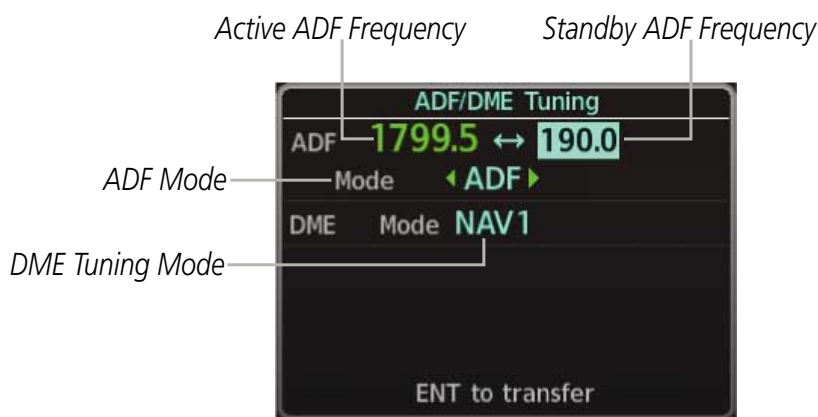 Active ADF Frequency
Standby ADF Frequency
ADF/DME Tuning
ADF 1799.5 ↔ 190.0
ADF Mode
Mode ADF
DME Mode NAV1
DME Tuning Mode
ENT to transfer